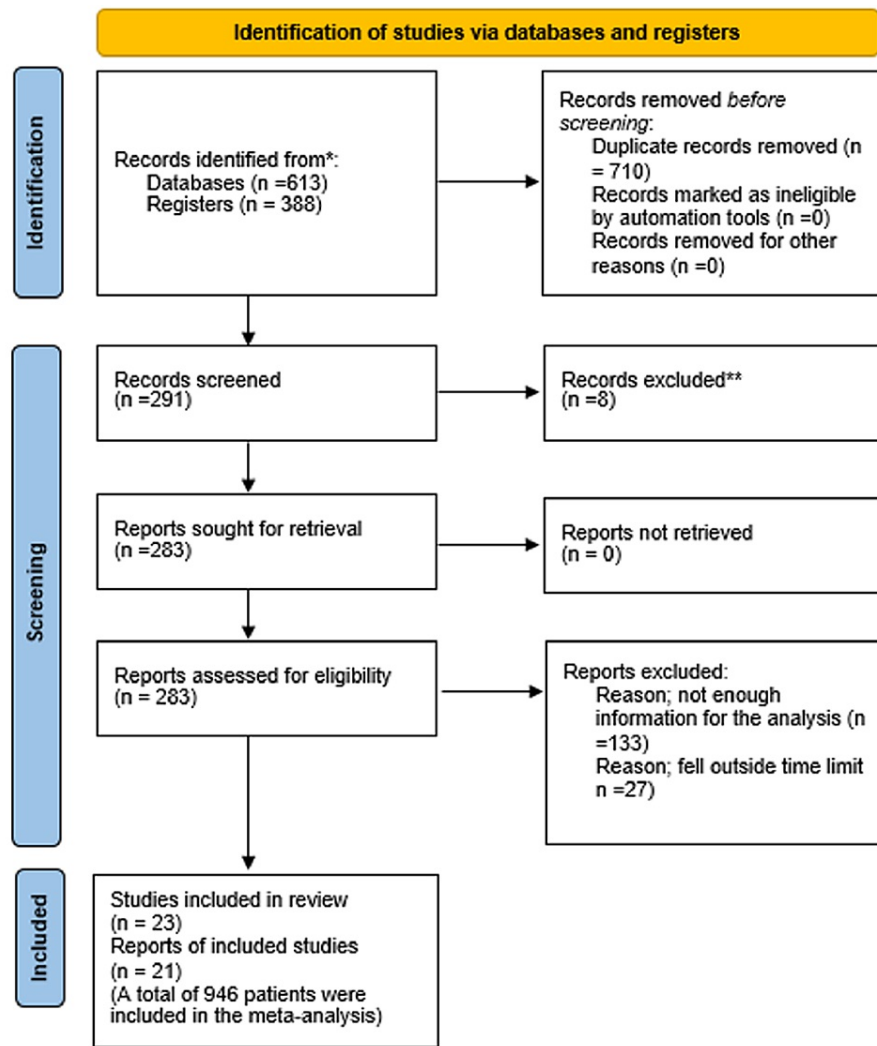 Identification of studies via databases and registers
Identification
Records identified from*:
Databases (n =613)
Registers (n = 388)
Records removed before
screening:
Duplicate records removed (n
= 710)
Records marked as ineligible
by automation tools (n =0)
Records removed for other
reasons (n =0)
Screening
Records screened
(n =291)
Records excluded**
(n =8)
Reports sought for retrieval
(n =283)
Reports not retrieved
(n = 0)
Reports assessed for eligibility
(n = 283)
Reports excluded:
Reason; not enough
information for the analysis (n
=133)
Reason; fell outside time limit
n =27)
Included
Studies included in review
(n = 23)
Reports of included studies
(n = 21)
(A total of 946 patients were
included in the meta-analysis)